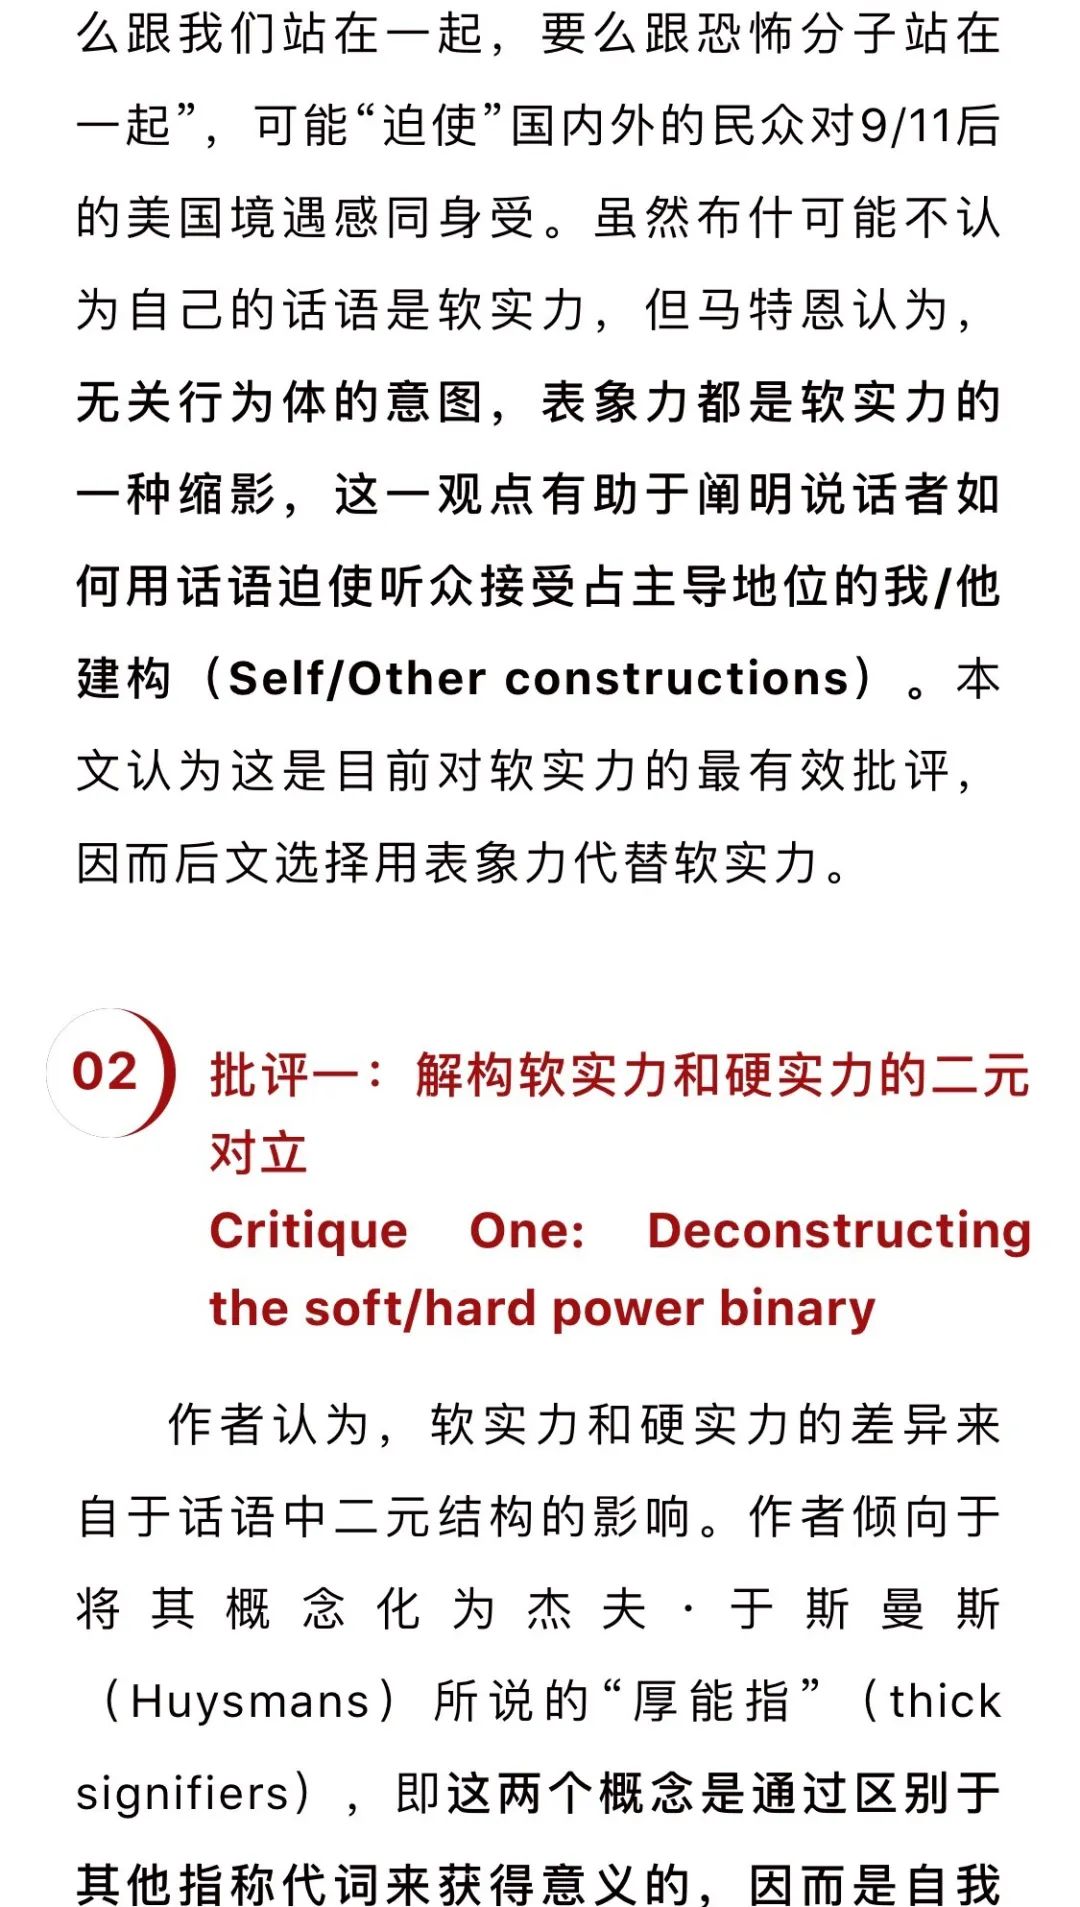 么跟我们站在一起，要么跟恐怖分子站在
一起”，可能“迫使”国内外的民众对9/11后
的美国境遇感同身受。虽然布什可能不认
为自己的话语是软实力，但马特恩认为，
无关行为体的意图，表象力都是软实力的
一种缩影，这一观点有助于阐明说话者如
何用话语迫使听众接受占主导地位的我/他
建构（Self/Other constructions）。本
文认为这是目前对软实力的最有效批评，
因而后文选择用表象力代替软实力。
02
批评一：解构软实力和硬实力的二元
对立
Critique One: Deconstructing
the soft/hard power binary
作者认为，软实力和硬实力的差异来
自于话语中二元结构的影响。作者倾向于
将其概念化为杰夫·于斯曼斯
（Huysmans）所说的“厚能指”（thick
signifiers），即这两个概念是通过区别于
其他指称代词来获得意义的，因而是自我